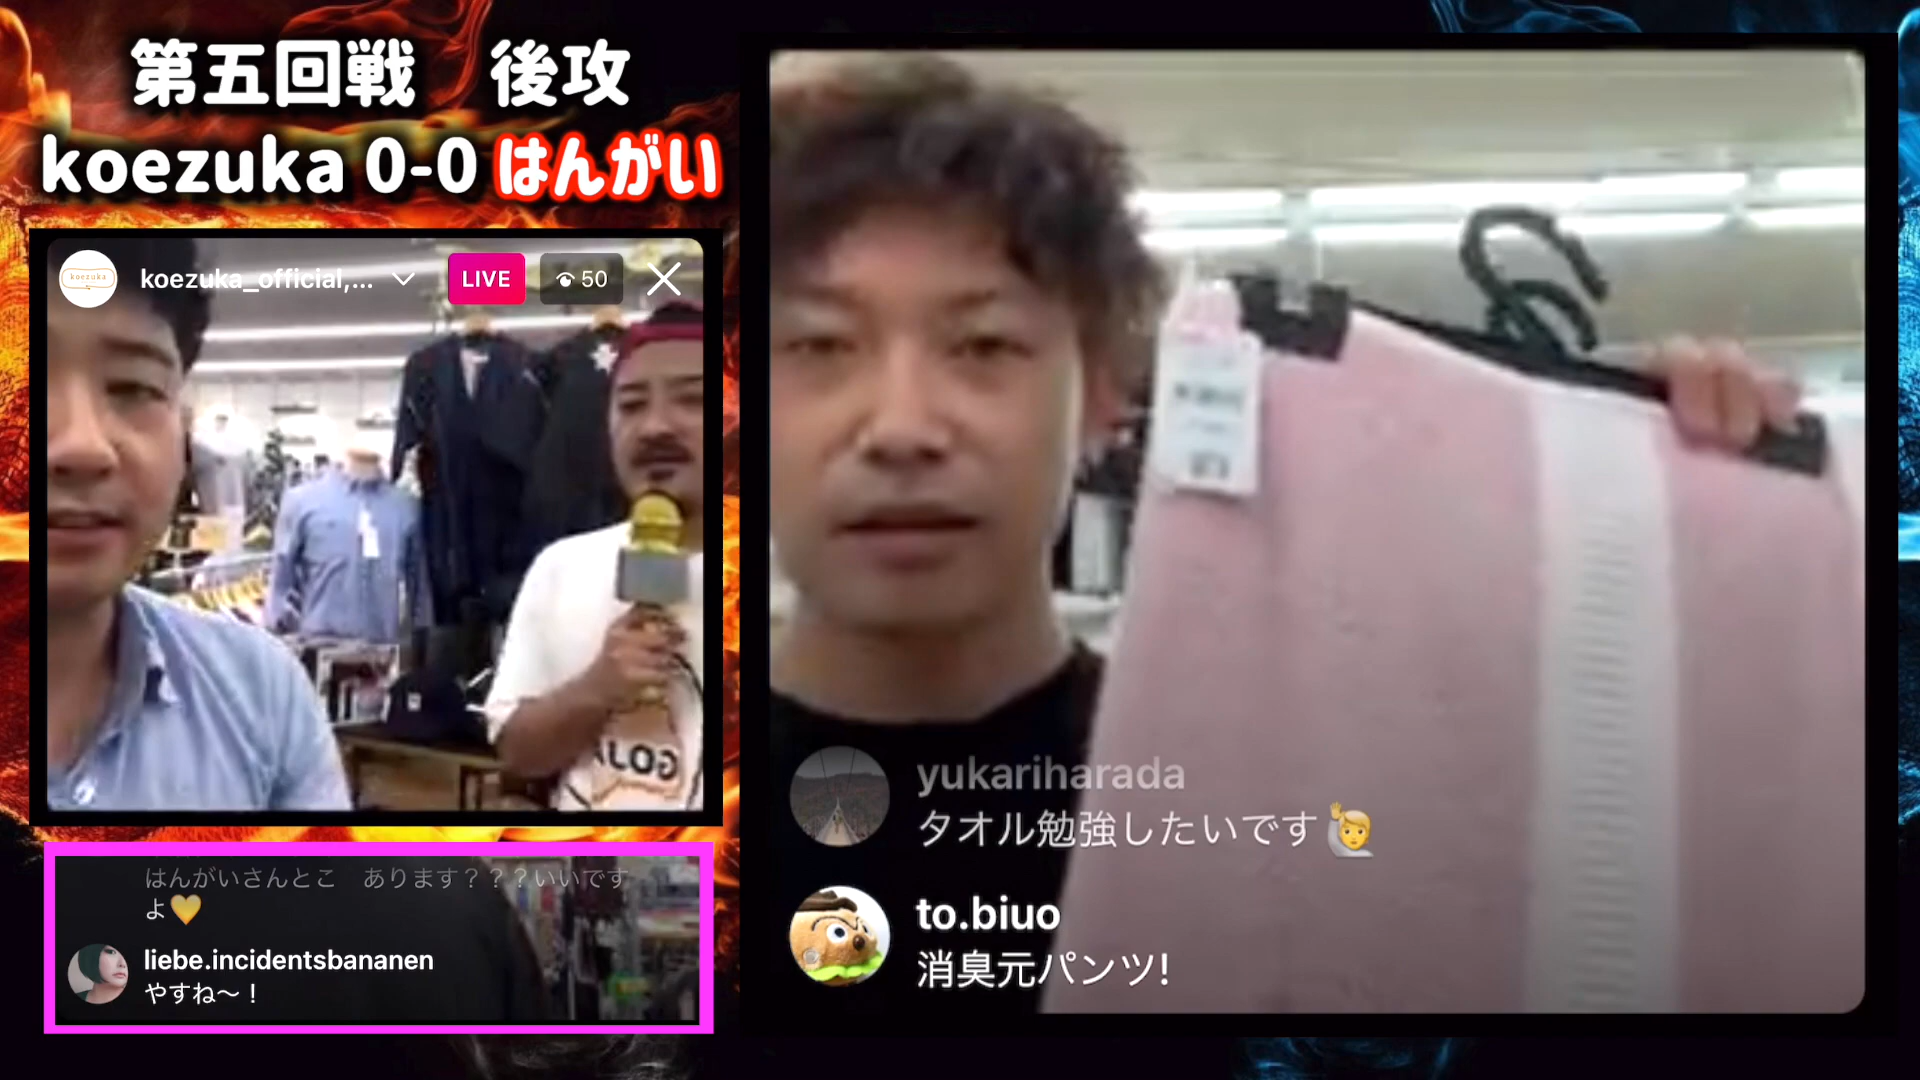 第五回戦　後攻
koezuka 0-0 はんがい
koezuka
koezuka_official,...
LIVE
50
GOLA
はんがいさんとこ　あります？？？いいです
よ💛
liebe.incidentsbananen
やすね〜！
yukariharada
タオル勉強したいです🙋
to.biuo
消臭元パンツ!